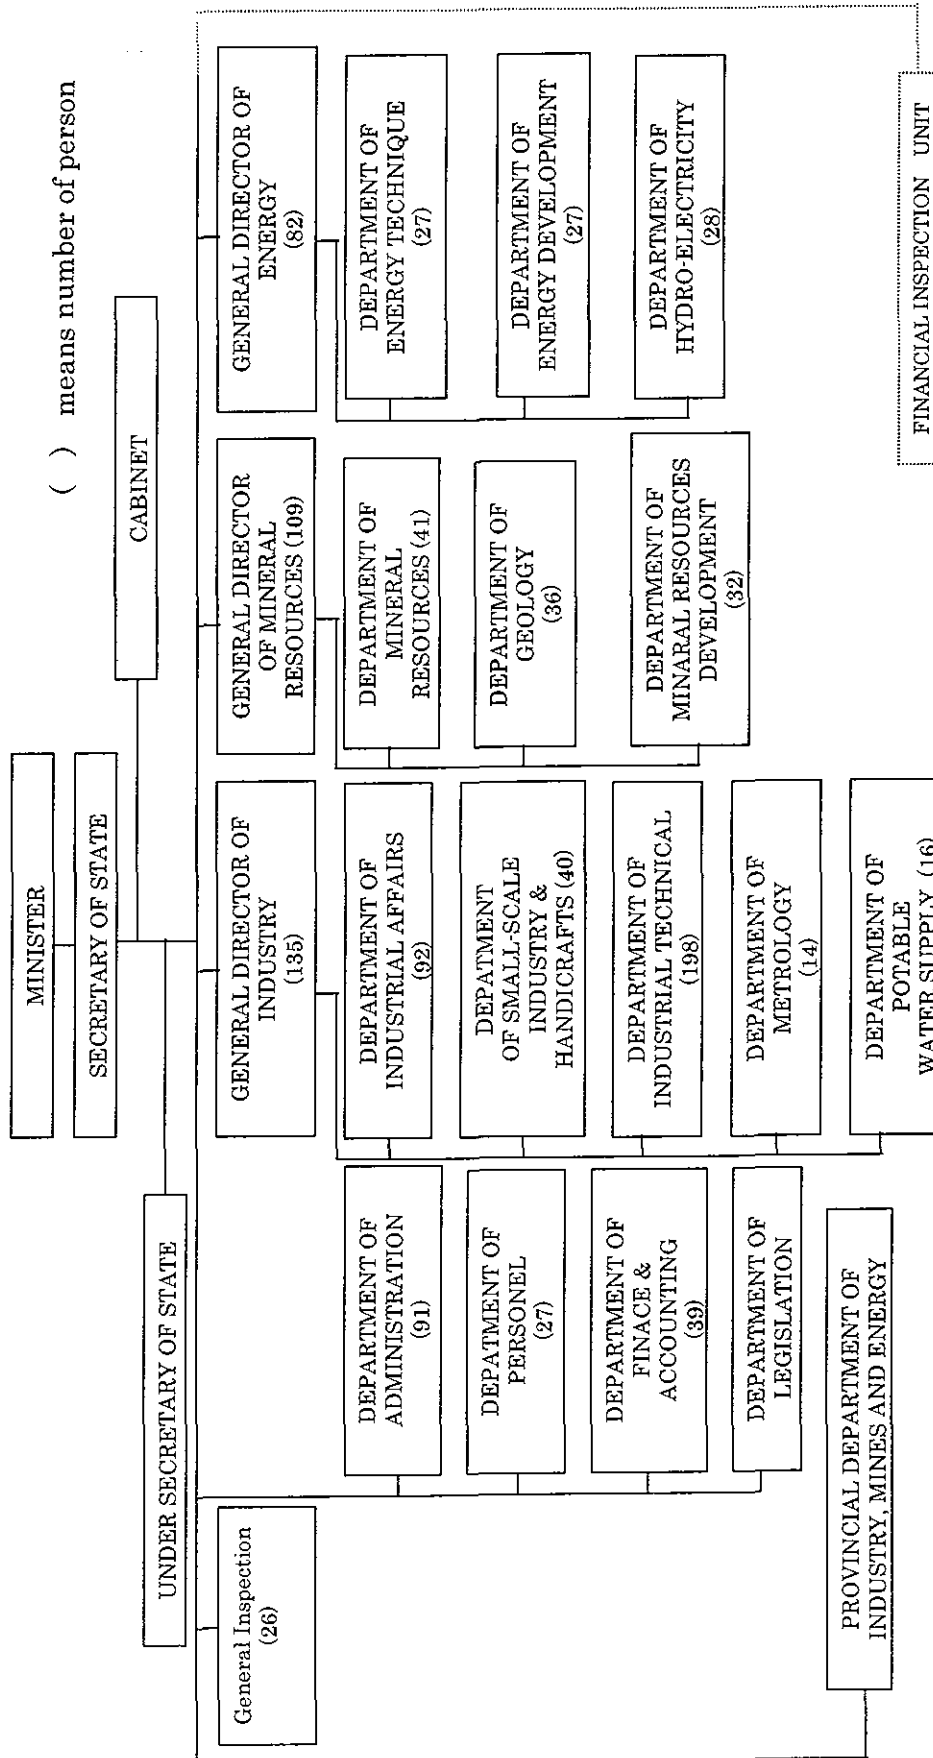 ( ) means number of person
MINISTER
SECRETARY OF STATE
CABINET
UNDER SECRETARY OF STATE
General Inspection
(26)
GENERAL DIRECTOR OF
INDUSTRY
(135)
GENERAL DIRECTOR
OF MINERAL
RESOURCES (109)
GENERAL DIRECTOR OF
ENERGY
(82)
DEPARTMENT OF
ADMINISTRATION
(91)
DEPATMENT OF
PERSONEL
(27)
DEPARTMENT OF
FINACE &
ACCOUNTING
(39)
DEPARTMENT OF
LEGISLATION
DEPARTMENT OF
INDUSTRIAL AFFAIRS
(92)
DEPATMENT
OF SMALL-SCALE
INDUSTRY &
HANDICRAFTS (40)
DEPARTMENT OF
INDUSTRIAL TECHNICAL
(198)
DEPARTMENT OF
METROLOGY
(14)
DEPARTMENT OF
POTABLE
WATER SUPPLY (16)
DEPARTMENT OF
MINERAL
RESOURCES (41)
DEPARTMENT OF
GEOLOGY
(36)
DEPARTMENT OF
MINARAL RESOURCES
DEVELOPMENT
(32)
DEPARTMENT OF
ENERGY TECHNIQUE
(27)
DEPARTMENT OF
ENERGY DEVELOPMENT
(27)
DEPARTMENT OF
HYDRO-ELECTRICITY
(28)
PROVINCIAL DEPARTMENT OF
INDUSTRY, MINES AND ENERGY
FINANCIAL INSPECTION UNIT